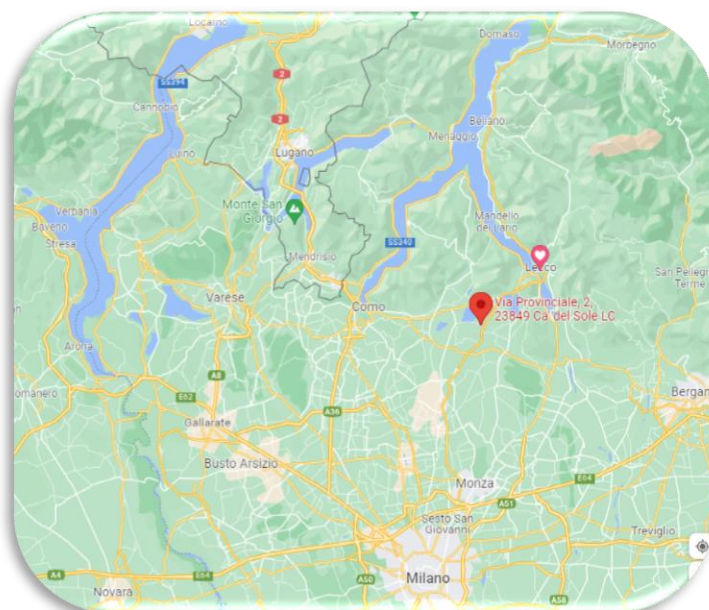 Locarno
Domaso
Morbegno
2
SS394
Cannobio
2
Bellano
Menaggio
Luino
Lugano
Verbania
Baveno
Stresa
Monte San
Giorgio
Mandello
del Lario
SS340
Mendrisio
Lecco
San Pellegr
Terme
Varese
Como
Via Provinciale, 2,
23849 Ca' del Sole LC
Arona
A8
E62
omanero
Bergan
A36
Gallarate
Busto Arsizio
E64
Monza
A51
Sesto San
Giovanni
Treviglio
A4
E64
A50
Milano
Novara
A58